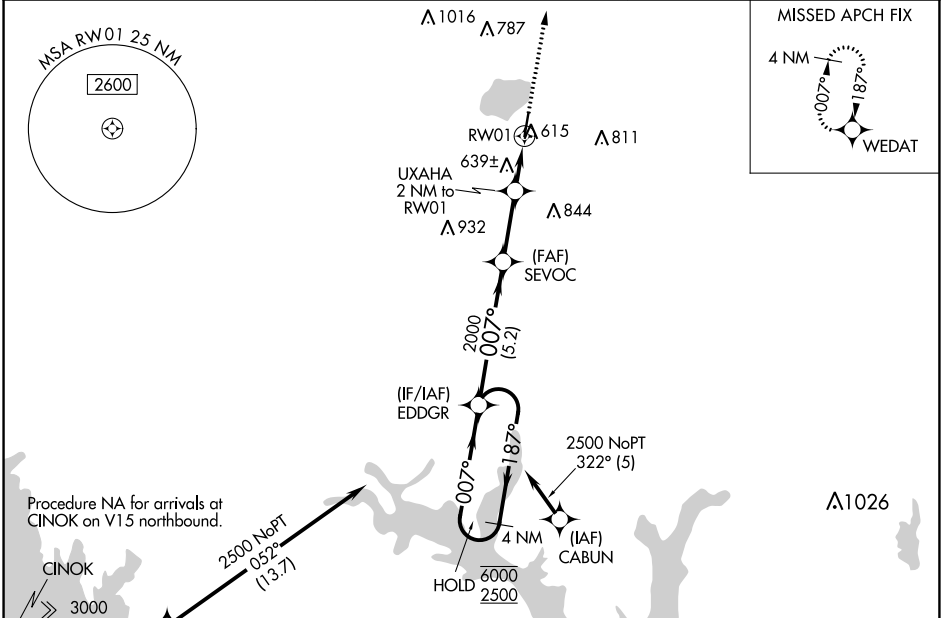 MSA RW01 25 NM
2600
1016
787
RW01
615
811
639±
UXAHA
2 NM to
RW01
844
932
(FAF)
SEVOC
2000
007°
(5.2)
(IF/IAF)
EDDGR
007°
187°
2500 NoPT
322° (5)
4 NM
(IAF)
CABUN
HOLD
6000
2500
1026
Procedure NA for arrivals at
CINOK on V15 northbound.
2500 NoPT
052°
(13.7)
CINOK
3000
MISSED APCH FIX
4 NM
007°
187°
WEDAT